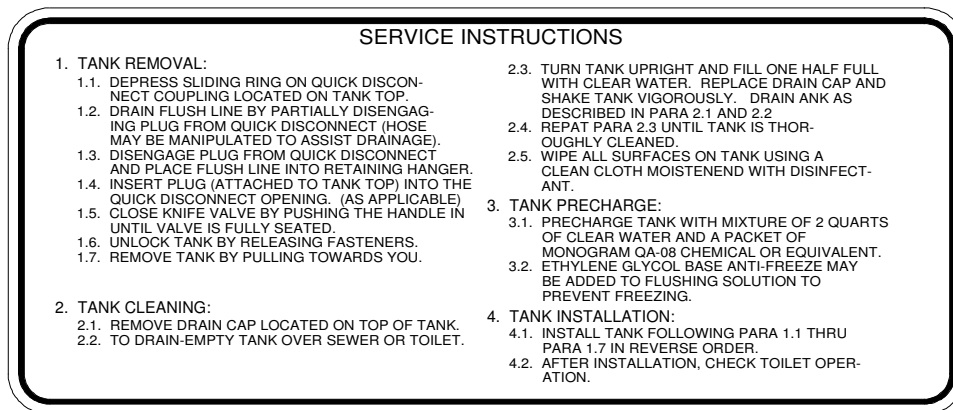 SERVICE INSTRUCTIONS
1. TANK REMOVAL:
1.1. DEPRESS SLIDING RING ON QUICK DISCON-
NECT COUPLING LOCATED ON TANK TOP.
1.2. DRAIN FLUSH LINE BY PARTIALLY DISENGAG-
ING PLUG FROM QUICK DISCONNECT (HOSE
MAY BE MANIPULATED TO ASSIST DRAINAGE).
1.3. DISENGAGE PLUG FROM QUICK DISCONNECT
AND PLACE FLUSH LINE INTO RETAINING HANGER.
1.4. INSERT PLUG (ATTACHED TO TANK TOP) INTO THE
QUICK DISCONNECT OPENING. (AS APPLICABLE)
1.5. CLOSE KNIFE VALVE BY PUSHING THE HANDLE IN
UNTIL VALVE IS FULLY SEATED.
1.6. UNLOCK TANK BY RELEASING FASTENERS.
1.7. REMOVE TANK BY PULLING TOWARDS YOU.
2. TANK CLEANING:
2.1. REMOVE DRAIN CAP LOCATED ON TOP OF TANK.
2.2. TO DRAIN-EMPTY TANK OVER SEWER OR TOILET.
2.3. TURN TANK UPRIGHT AND FILL ONE HALF FULL
WITH CLEAR WATER. REPLACE DRAIN CAP AND
SHAKE TANK VIGOROUSLY. DRAIN ANK AS
DESCRIBED IN PARA 2.1 AND 2.2
2.4. REPAT PARA 2.3 UNTIL TANK IS THOR-
OUGHLY CLEANED.
2.5. WIPE ALL SURFACES ON TANK USING A
CLEAN CLOTH MOISTENEND WITH DISINFECT-
ANT.
3. TANK PRECHARGE:
3.1. PRECHARGE TANK WITH MIXTURE OF 2 QUARTS
OF CLEAR WATER AND A PACKET OF
MONOGRAM QA-08 CHEMICAL OR EQUIVALENT.
3.2. ETHYLENE GLYCOL BASE ANTI-FREEZE MAY
BE ADDED TO FLUSHING SOLUTION TO
PREVENT FREEZING.
4. TANK INSTALLATION:
4.1. INSTALL TANK FOLLOWING PARA 1.1 THRU
PARA 1.7 IN REVERSE ORDER.
4.2. AFTER INSTALLATION, CHECK TOILET OPER-
ATION.